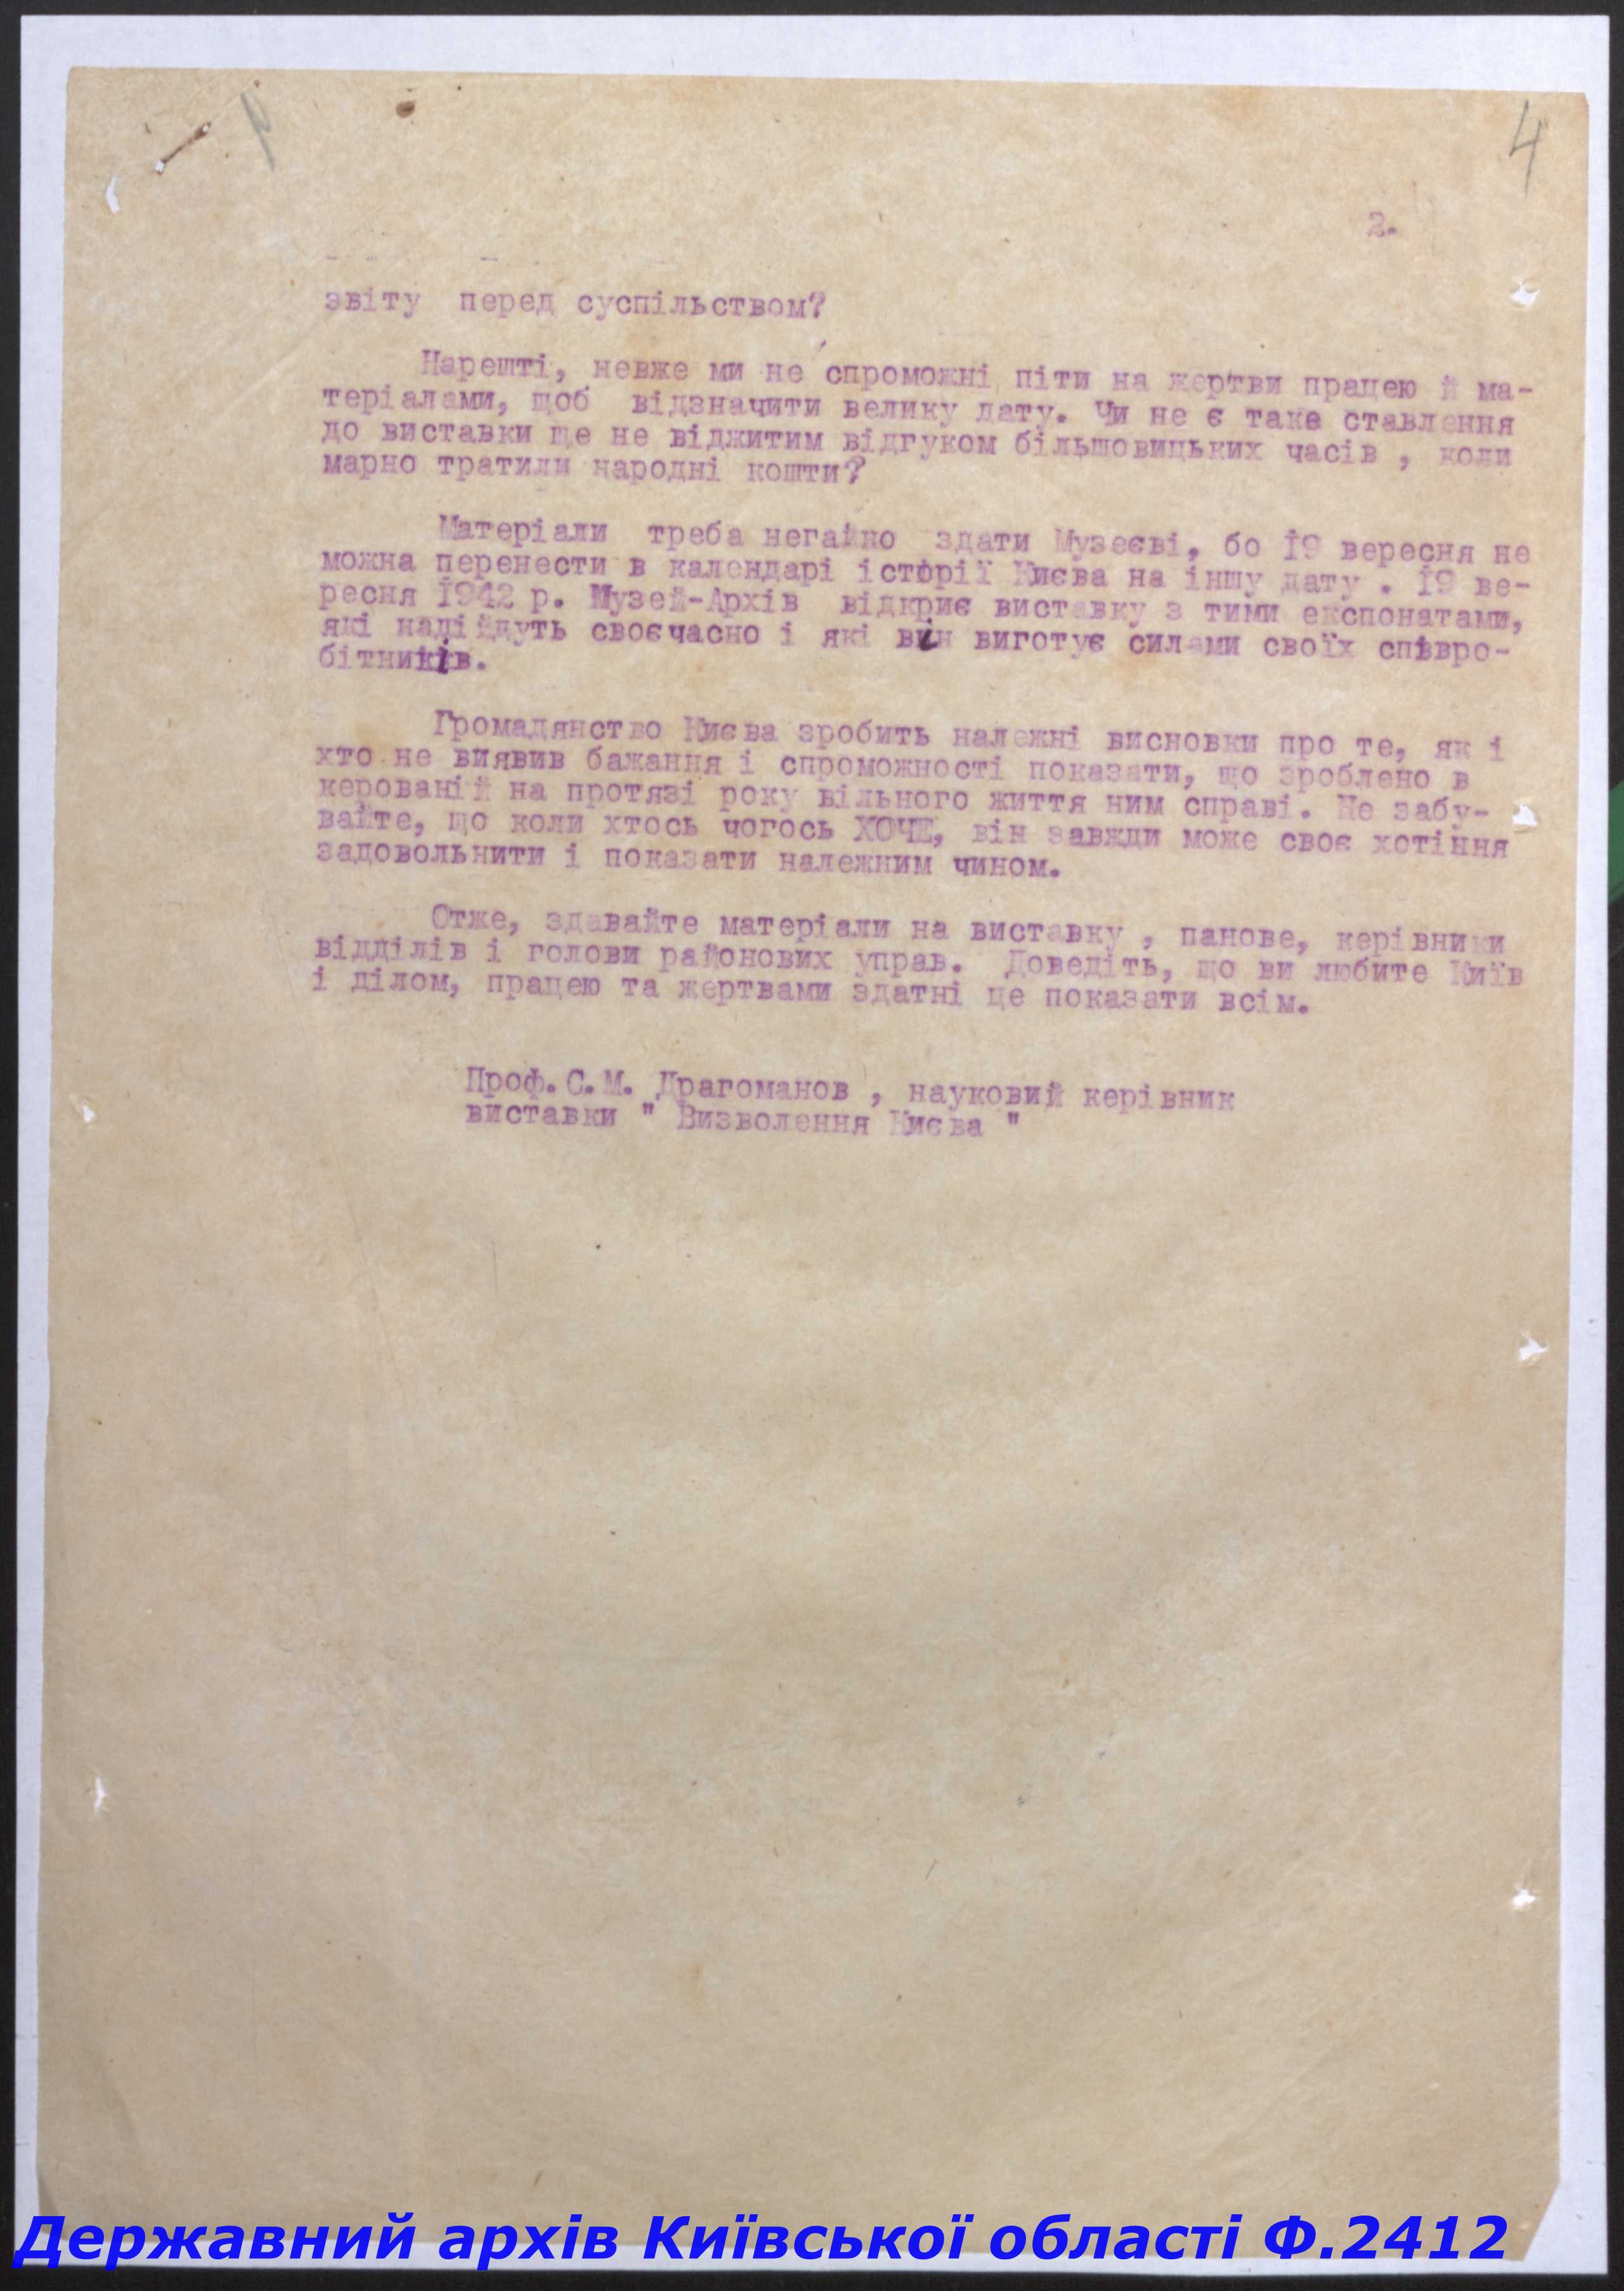 4
2.
звіту перед суспільством?
Нарешті, невже ми не спроможні піти на жертви працею й ма-
теріалами, щоб відзначити велику дату. Чи не є таке ставлення
до виставки ще не віджитим відгуком більшовицьких часів , коли
марно тратили народні кошти?
Матеріали треба негайно здати Музеєві, бо І9 вересня не
можна перенести в календарі історії Києва на іншу дату . І9 ве-
ресня І942 р. Музей-Архів відкриє виставку з тими експонатами,
які надійдуть своєчасно і які він виготує силами своїх співро-
бітників.
Громадянство Києва зробить належні висновки про те, як і
хто не виявив бажання і спроможності показати, що зроблено в
керованій на протязі року вільного життя ним справі. Не забу-
вайте, що коли хтось чогось ХОЧЕ, він завжди може своє хотіння
задовольнити і показати належним чином.
Отже, здавайте матеріали на виставку , панове, керівники
відділів і голови районових управ. Доведіть, що ви любите Київ
і ділом, працею та жертвами здатні це показати всім.
Проф. С.М. Драгоманов , науковий керівник
виставки " Визволення Києва "
Державний архів Київської області Ф.2412